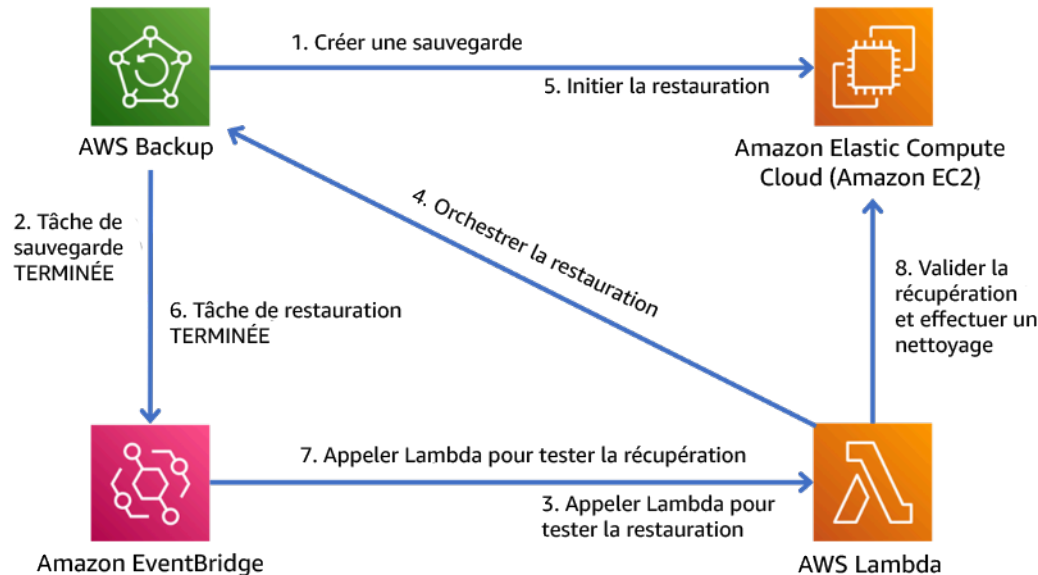 1. Créer une sauvegarde
5. Initier la restauration
AWS Backup
Amazon Elastic Compute
Cloud (Amazon EC2)
4. Orchestrer la restauration
2. Tâche de
sauvegarde
TERMINÉE
6. Tâche de restauration
TERMINÉE
8. Valider la
récupération
et effectuer un
nettoyage
7. Appeler Lambda pour tester la récupération
3. Appeler Lambda pour
tester la restauration
Amazon EventBridge
AWS Lambda